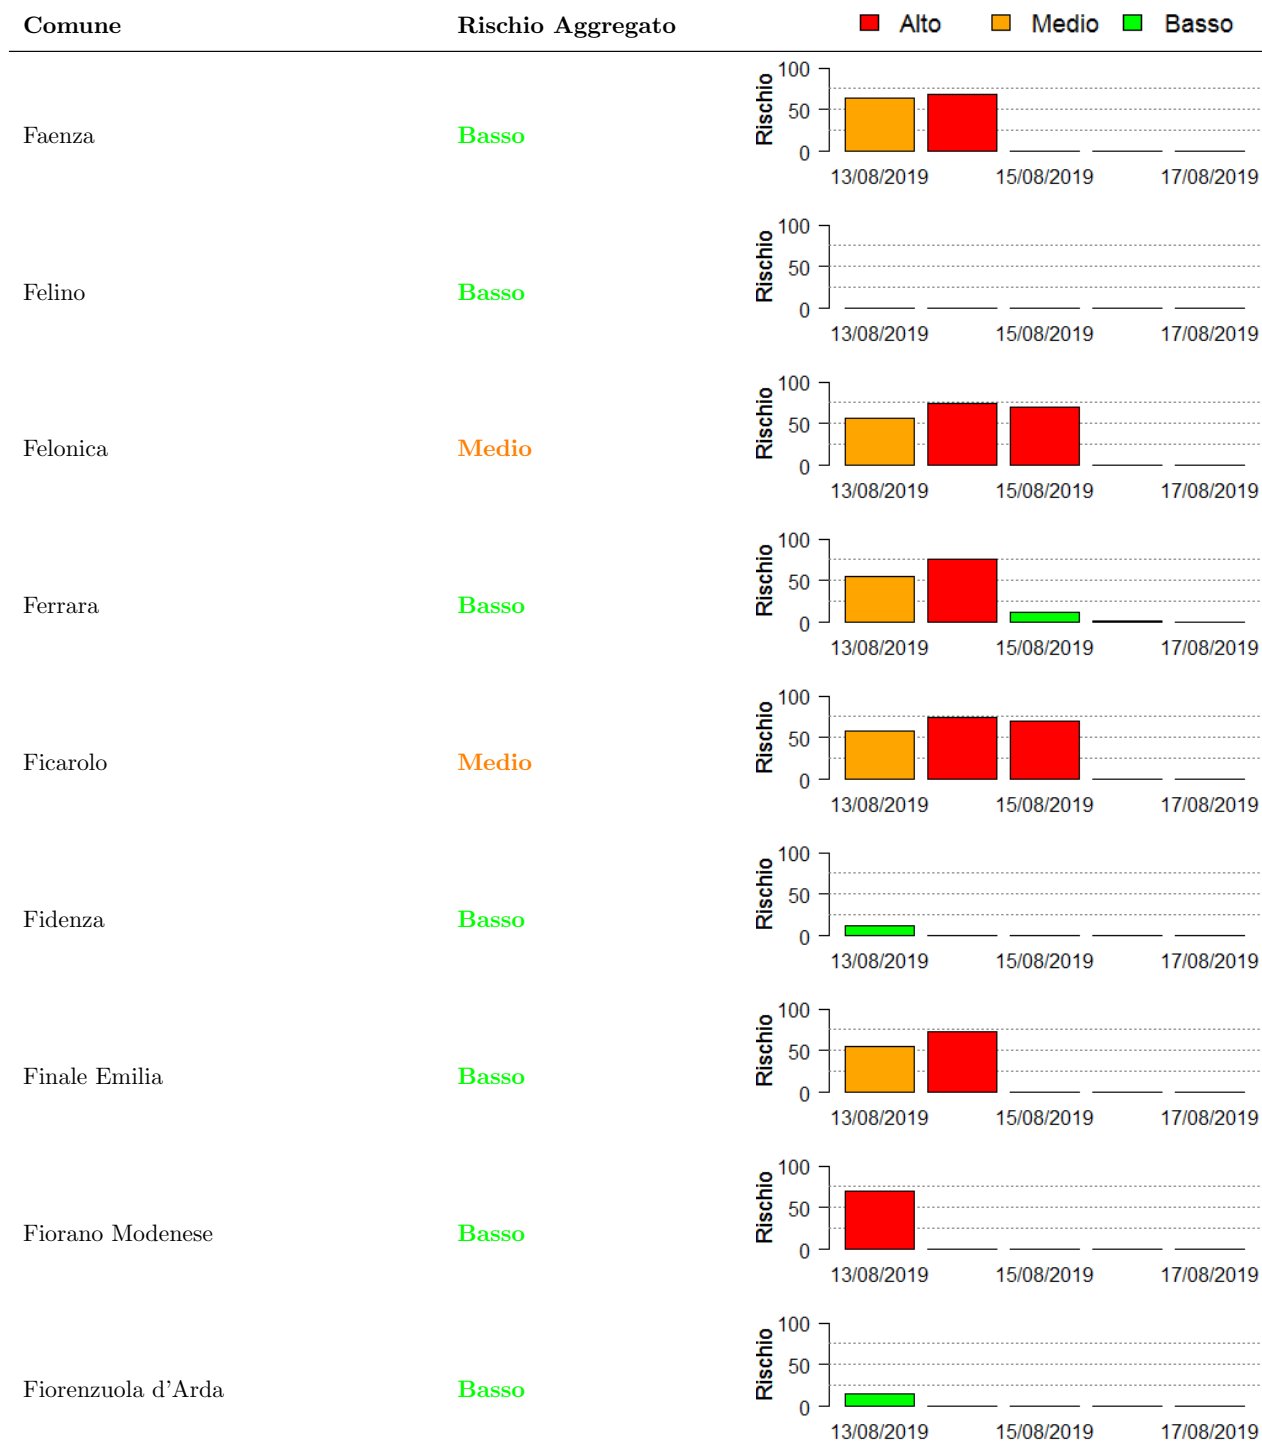 Comune Rischio Aggregato Alto Medio Basso
Faenza Basso
Rischio
100
50
0
13/08/2019 15/08/2019 17/08/2019
Felino Basso
Rischio
100
50
0
13/08/2019 15/08/2019 17/08/2019
Felonica Medio
Rischio
100
50
0
13/08/2019 15/08/2019 17/08/2019
Ferrara Basso
Rischio
100
50
0
13/08/2019 15/08/2019 17/08/2019
Ficarolo Medio
Rischio
100
50
0
13/08/2019 15/08/2019 17/08/2019
Fidenza Basso
Rischio
100
50
0
13/08/2019 15/08/2019 17/08/2019
Finale Emilia Basso
Rischio
100
50
0
13/08/2019 15/08/2019 17/08/2019
Fiorano Modenese Basso
Rischio
100
50
0
13/08/2019 15/08/2019 17/08/2019
Fiorenzuola d'Arda Basso
Rischio
100
50
0
13/08/2019 15/08/2019 17/08/2019